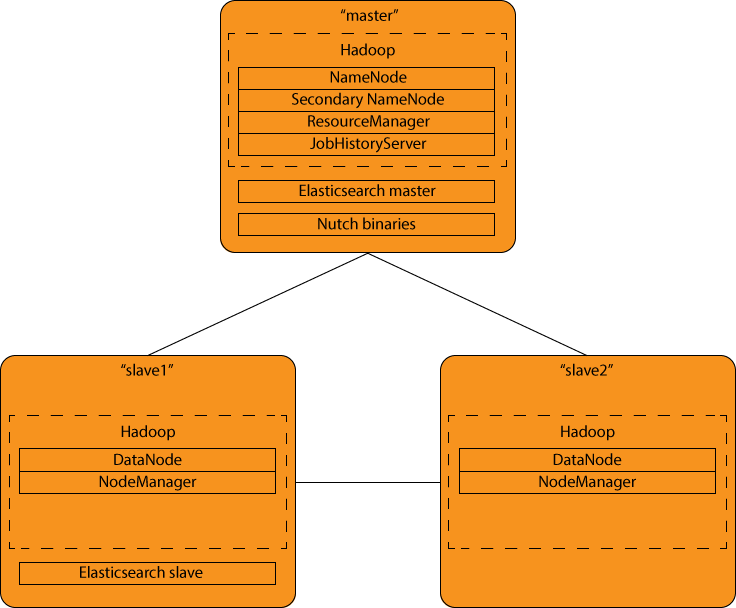 “master”
Hadoop
NameNode
Secondary NameNode
ResourceManager
JobHistoryServer
Elasticsearch master
Nutch binaries
“slave1”
Hadoop
DataNode
NodeManager
Elasticsearch slave
“slave2”
Hadoop
DataNode
NodeManager